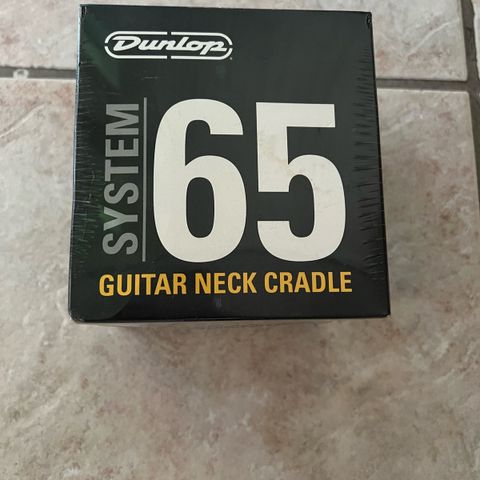 Dunlop
SYSTEM
65
GUITAR NECK CRADLE